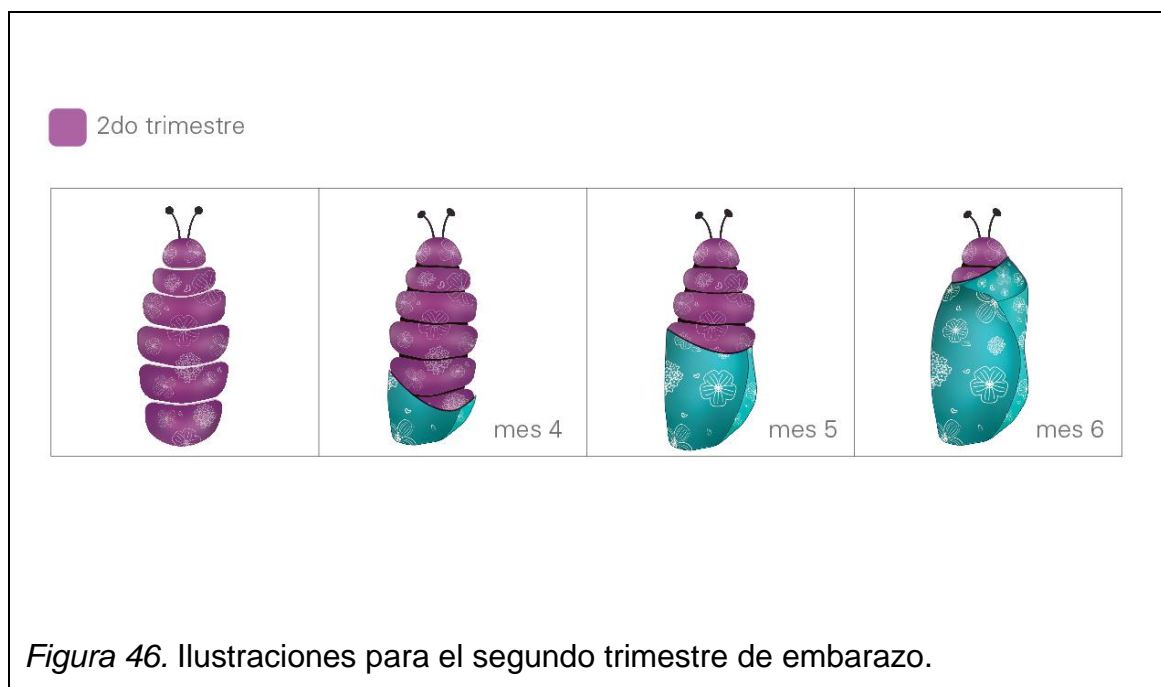 2do trimestre
mes 4
mes 5
mes 6
Figura 46. Ilustraciones para el segundo trimestre de embarazo.